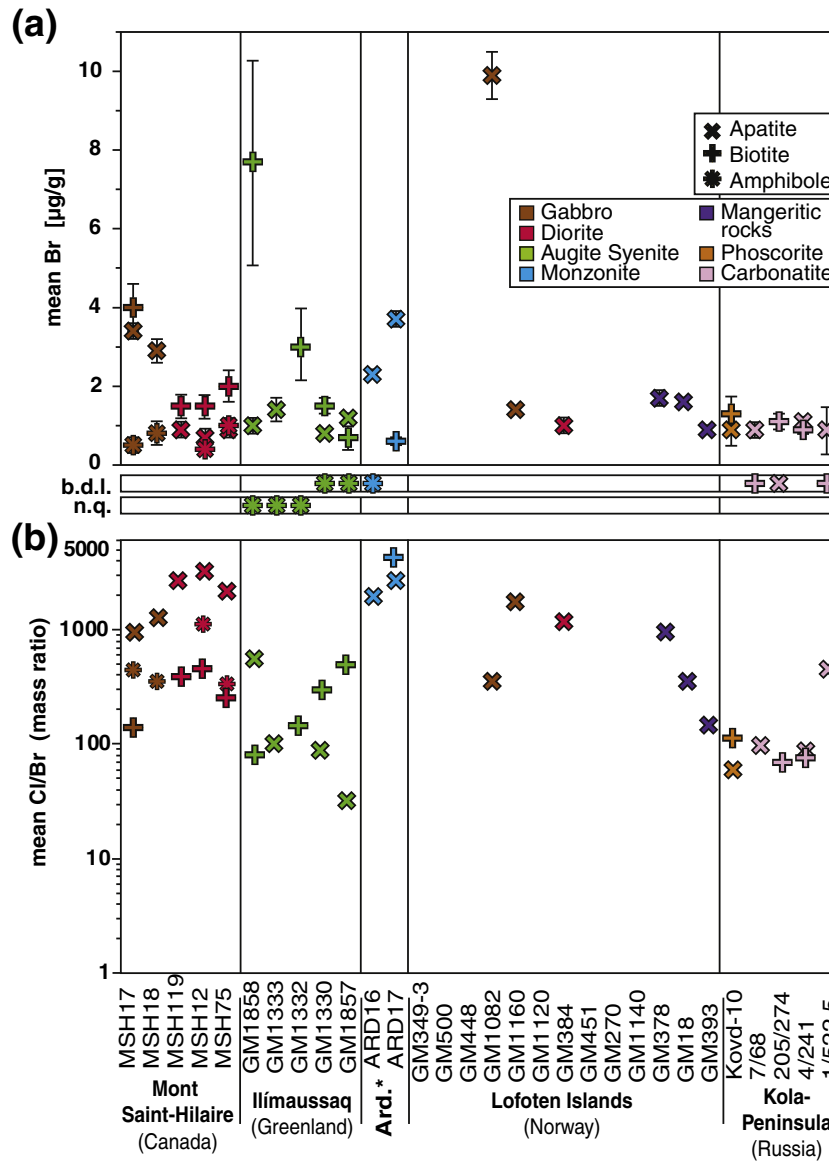 (a)
mean Br [µg/g]
10
8
6
4
2
0
b.d.l.
n.q.
Apatite
Biotite
Amphibole
Gabbro
Diorite
Augite Syenite
Monzonite
Mangeritic
rocks
Phoscorite
Carbonatite
(b)
mean Cl/Br (mass ratio)
5000
1000
100
10
1
MSH17
MSH18
MSH119
MSH12
MSH75
GM1858
GM1333
GM1332
GM1330
GM1857
ARD16
ARD17
GM349-3
GM500
GM448
GM1082
GM1160
GM1120
GM384
GM451
GM270
GM1140
GM378
GM18
GM393
Kovd-10
7/68
205/274
4/241
Mont
Saint-Hilaire
(Canada)
Ilímaussaq
(Greenland)
Ard.*
Lofoten Islands
(Norway)
Kola-
Peninsula
(Russia)